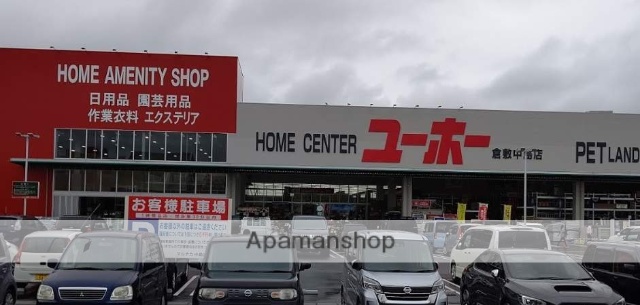 HOME AMENITY SHOP
日用品 園芸用品
作業衣料 エクステリア
HOME CENTER ユーホー 倉敷中島店
PET LAND
お客様駐車場
Apamanshop